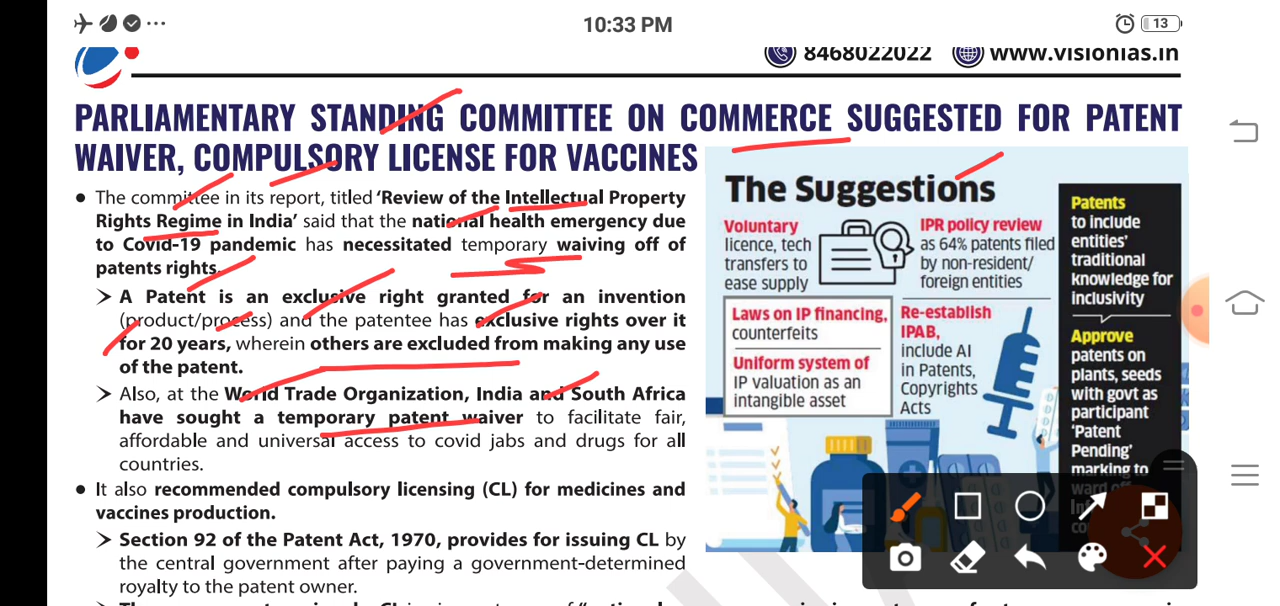 10:33 PM
13
8468022022 www.visionias.in
PARLIAMENTARY STANDING COMMITTEE ON COMMERCE SUGGESTED FOR PATENT
WAIVER, COMPULSORY LICENSE FOR VACCINES
• The committee in its report, titled 'Review of the Intellectual Property
Rights Regime in India' said that the national health emergency due
to Covid-19 pandemic has necessitated temporary waiving off of
patents rights.
➤ A Patent is an exclusive right granted for an invention
(product/process) and the patentee has exclusive rights over it
for 20 years, wherein others are excluded from making any use
of the patent.
➤ Also, at the World Trade Organization, India and South Africa
have sought a temporary patent waiver to facilitate fair,
affordable and universal access to covid jabs and drugs for all
countries.
• It also recommended compulsory licensing (CL) for medicines and
vaccines production.
➤ Section 92 of the Patent Act, 1970, provides for issuing CL by
the central government after paying a government-determined
royalty to the patent owner.
The Suggestions
Voluntary
licence, tech
transfers to
ease supply
IPR policy review
as 64% patents filed
by non-resident/
foreign entities
Laws on IP financing,
counterfeits
Uniform system of
IP valuation as an
intangible asset
Re-establish
IPAB,
include AI
in Patents,
Copyrights
Acts
Patents
to include
entities'
traditional
knowledge for
inclusivity
Approve
patents on
plants, seeds
with govt as
participant
'Patent
Pending'
marking to
ward off